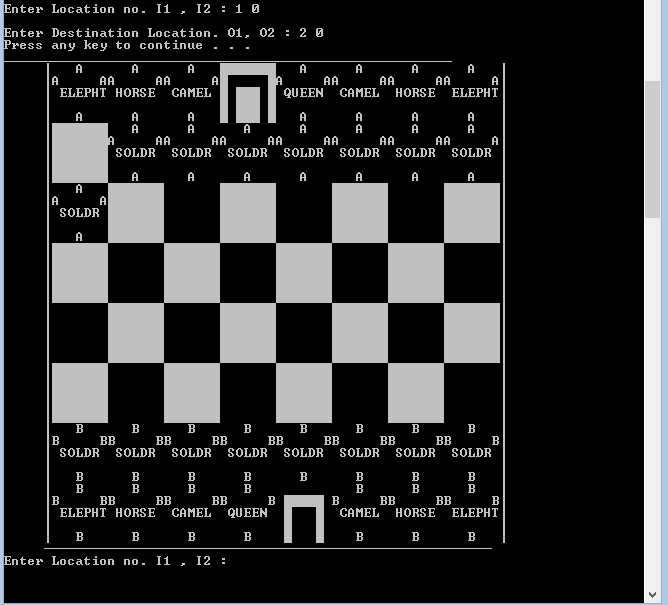 Enter Location no. I1 , I2 : 1 0
Enter Destination Location. O1, O2 : 2 0
Press any key to continue . . .
A A A A A A A
A AA AA A A AA AA AA A
ELEPHT HORSE CAMEL QUEEN CAMEL HORSE ELEPHT
A A A A A A A
A A A A A A A
A AA AA AA AA AA AA A
SOLDR SOLDR SOLDR SOLDR SOLDR SOLDR SOLDR
A A A A A A A
A
A A
SOLDR
A
B B B B B B B B
B BB BB BB BB BB BB BB B
SOLDR SOLDR SOLDR SOLDR SOLDR SOLDR SOLDR SOLDR
B B B B B B B B
B B B B B B B
B BB BB BB B B BB BB B
ELEPHT HORSE CAMEL QUEEN CAMEL HORSE ELEPHT
B B B B B B B
Enter Location no. I1 , I2 :